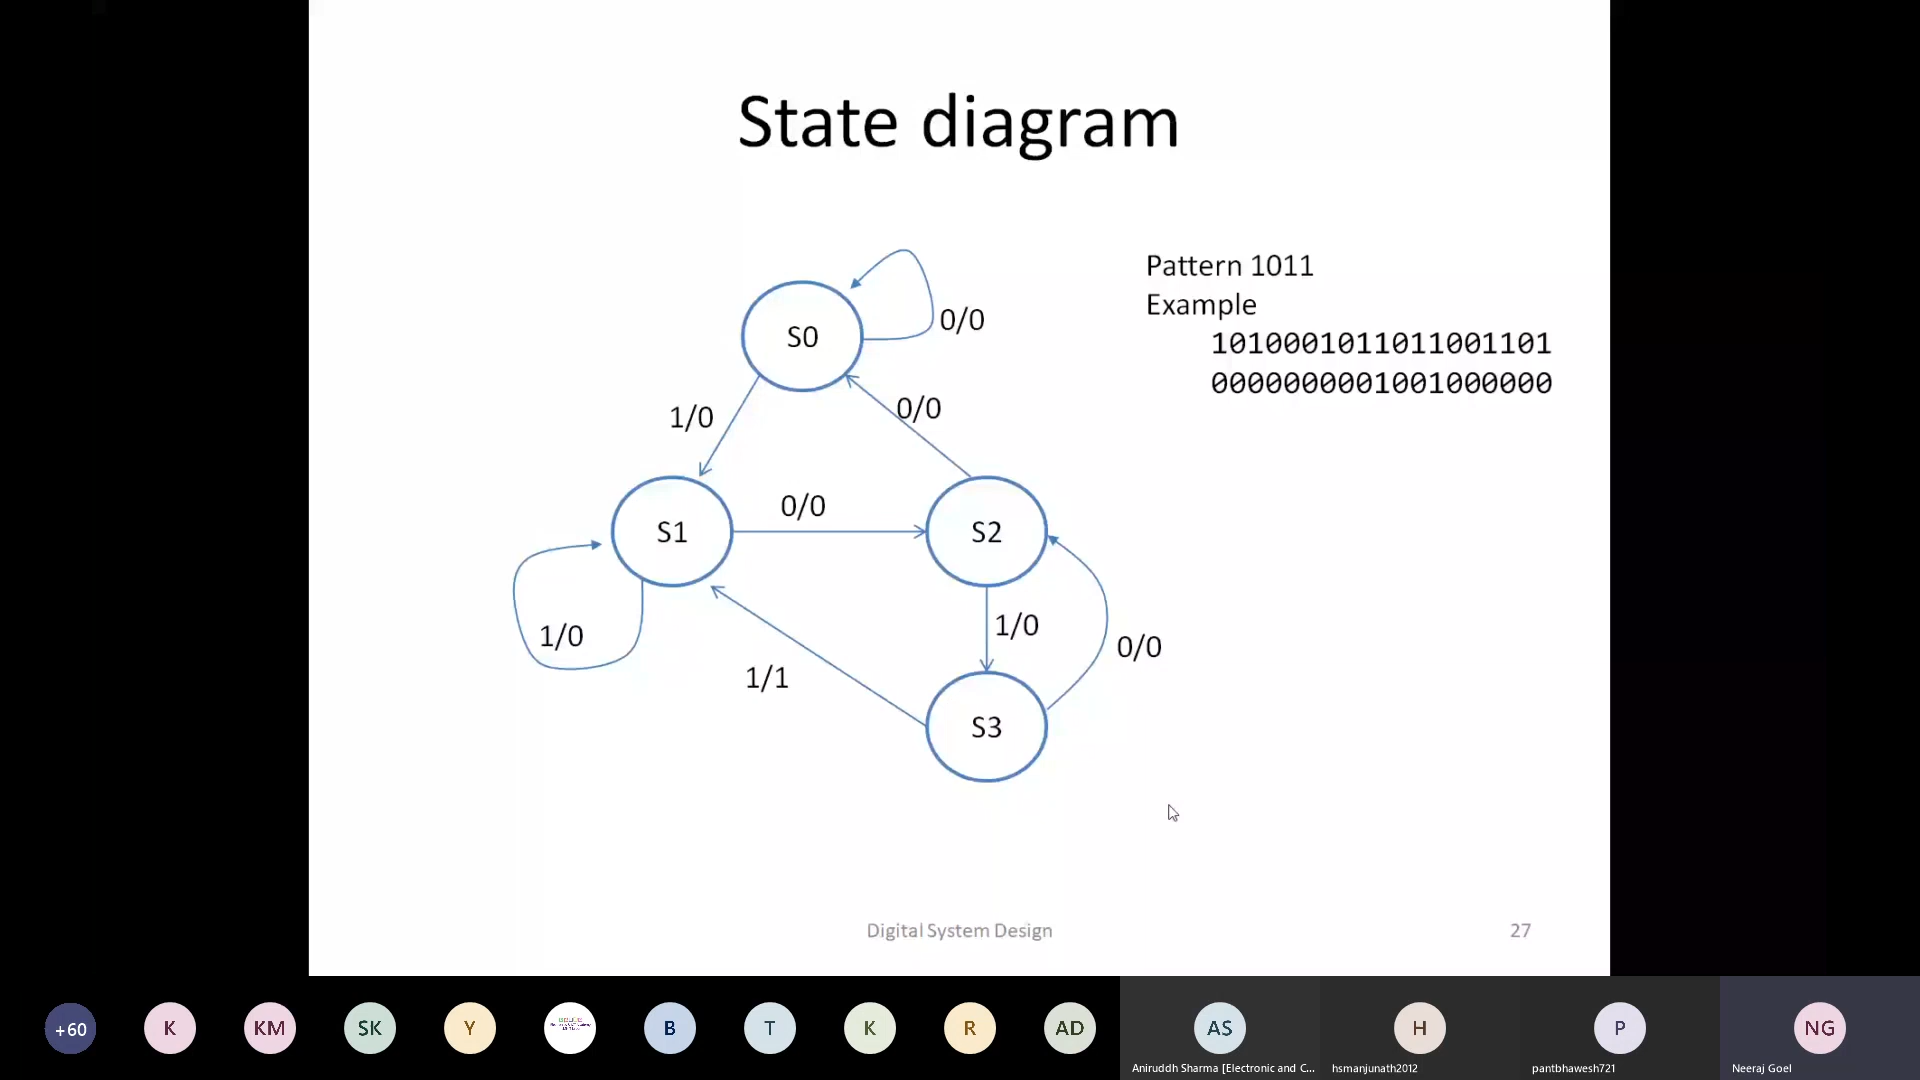 State diagram
Pattern 1011
Example
1010001011011001101
0000000001001000000
S0
0/0
1/0
0/0
S1
0/0
S2
1/0
1/0
0/0
1/1
S3
Digital System Design
27
+60
K
KM
SK
Y
B
T
K
R
AD
AS
H
P
NG
Aniruddh Sharma [Electronic and C...
hsmanjunath2012
pantbhawesh721
Neeraj Goel